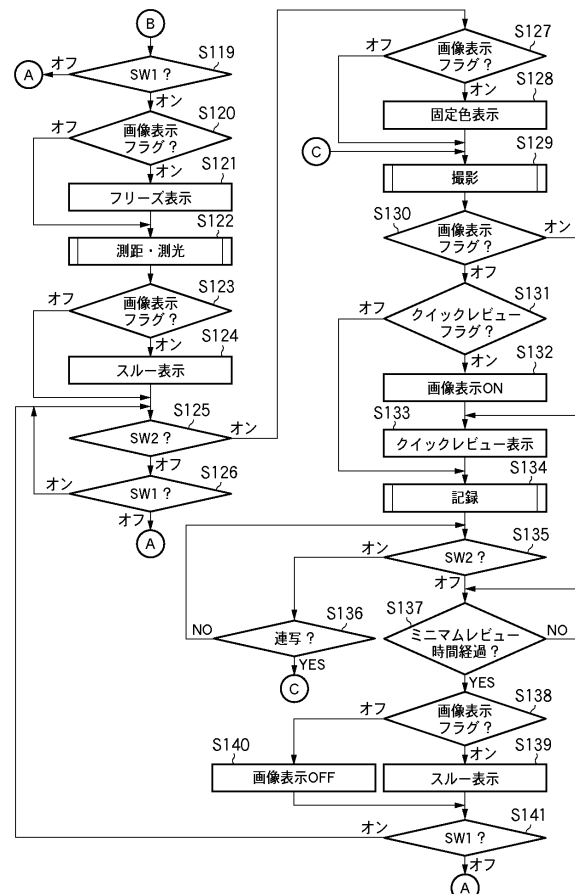 B
S119
オフ
A
SW1？
オン
S120
オフ
画像表示
フラグ？
オン
S121
フリーズ表示
S122
測距・測光
S123
オフ
画像表示
フラグ？
オン
S124
スルー表示
S125
SW2？
オン
オフ
S126
オン
SW1？
オフ
A
S127
オフ
画像表示
フラグ？
オン
S128
固定色表示
C
S129
撮影
S130
画像表示
フラグ？
オン
オフ
S131
オフ
クイックレビュー
フラグ？
オン
S132
画像表示ON
S133
クイックレビュー表示
S134
記録
S135
オン
SW2？
オフ
S136
連写？
NO
YES
C
S137
ミニマムレビュー
時間経過？
NO
YES
S138
オフ
画像表示
フラグ？
オン
S139
スルー表示
S140
画像表示OFF
S141
オン
SW1？
オフ
A